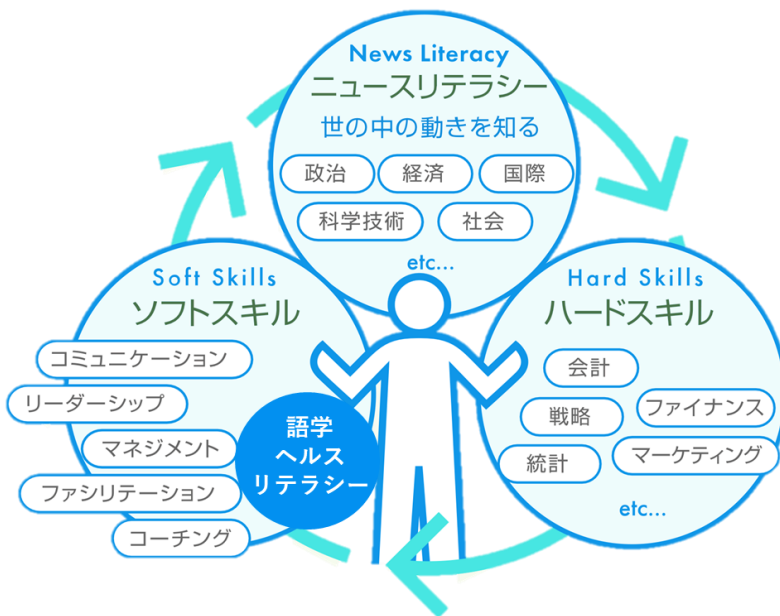 News Literacy
ニュースリテラシー
世の中の動きを知る
政治
経済
国際
科学技術
社会
etc...
Soft Skills
ソフトスキル
コミュニケーション
リーダーシップ
マネジメント
ファシリテーション
コーチング
語学
ヘルス
リテラシー
Hard Skills
ハードスキル
会計
戦略
ファイナンス
統計
マーケティング
etc...